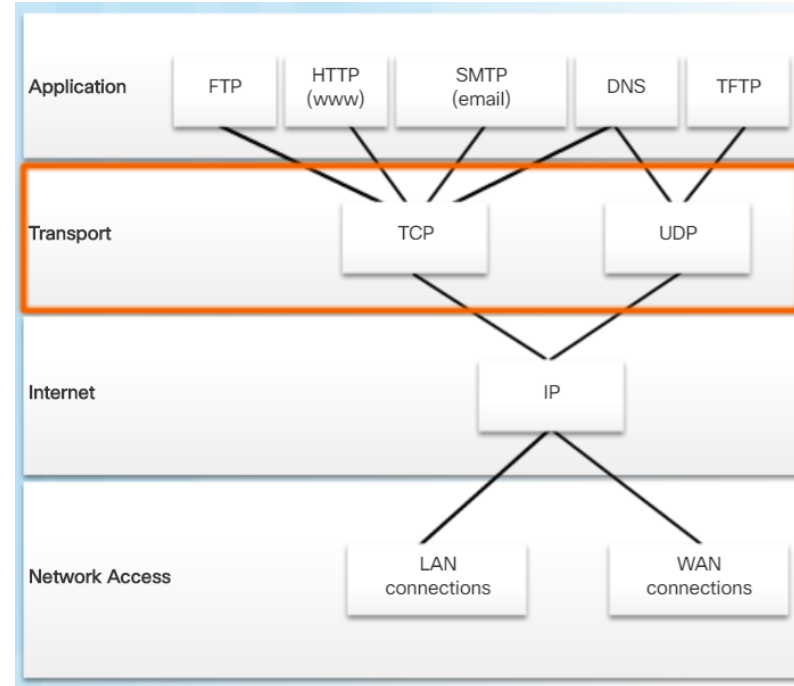 Application
FTP
HTTP
(www)
SMTP
(email)
DNS
TFTP
Transport
TCP
UDP
Internet
IP
Network Access
LAN
connections
WAN
connections